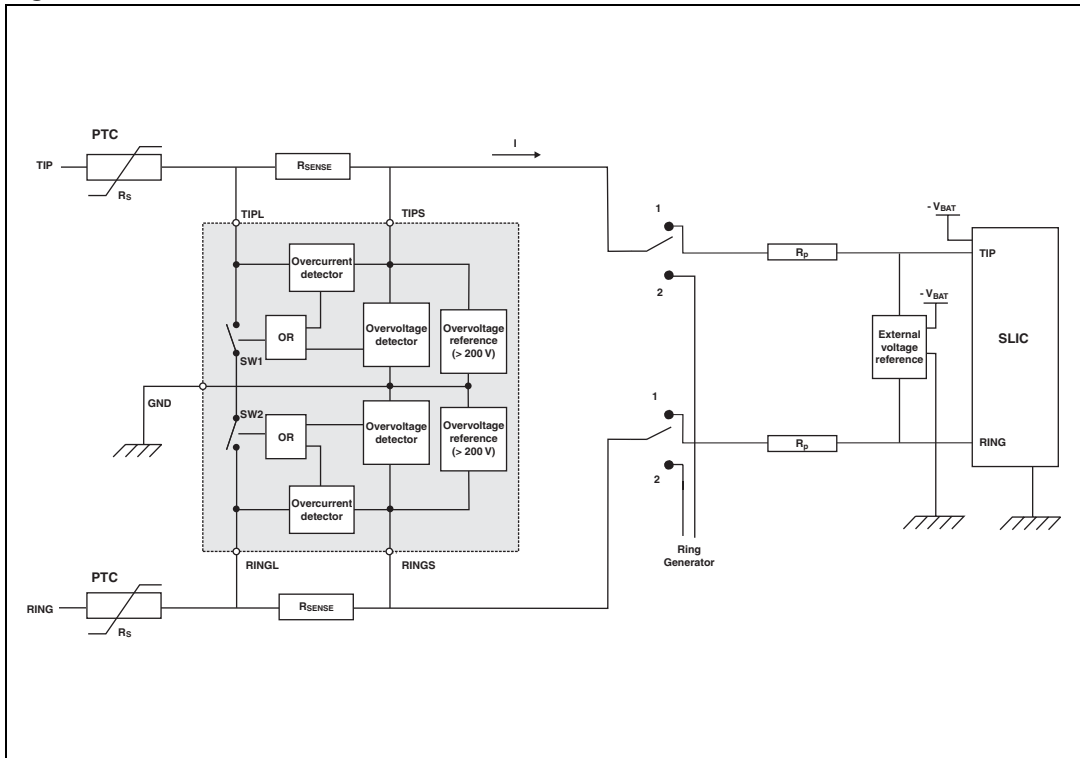 PTC
TIP
RS
RSENSE
I
TIPL
TIPS
Overcurrent
detector
OR
Overvoltage
detector
Overvoltage
reference
(> 200 V)
SW1
GND
SW2
OR
Overvoltage
detector
Overvoltage
reference
(> 200 V)
Overcurrent
detector
RINGL
RINGS
PTC
RING
RS
RSENSE
1
2
Rp
1
2
Rp
Ring
Generator
- VBAT
TIP
- VBAT
External
voltage
reference
SLIC
RING